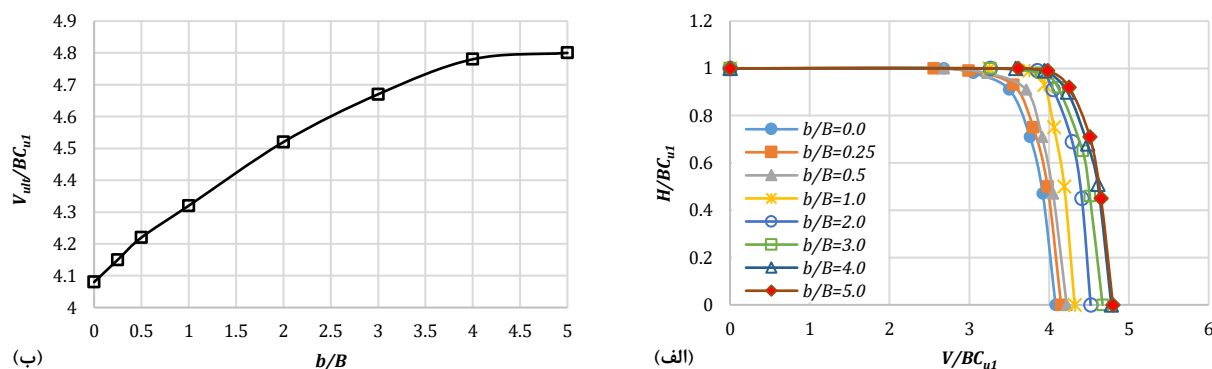 4.9
4.8
4.7
4.6
4.5
4.4
4.3
4.2
4.1
4
V_ult/BC_u1
0 0.5 1 1.5 2 2.5 3 3.5 4 4.5 5
b/B
(ب)
1.2
1
0.8
0.6
0.4
0.2
0
H/BC_u1
b/B=0.0
b/B=0.25
b/B=0.5
b/B=1.0
b/B=2.0
b/B=3.0
b/B=4.0
b/B=5.0
0 1 2 3 4 5 6
V/BC_u1
(الف)